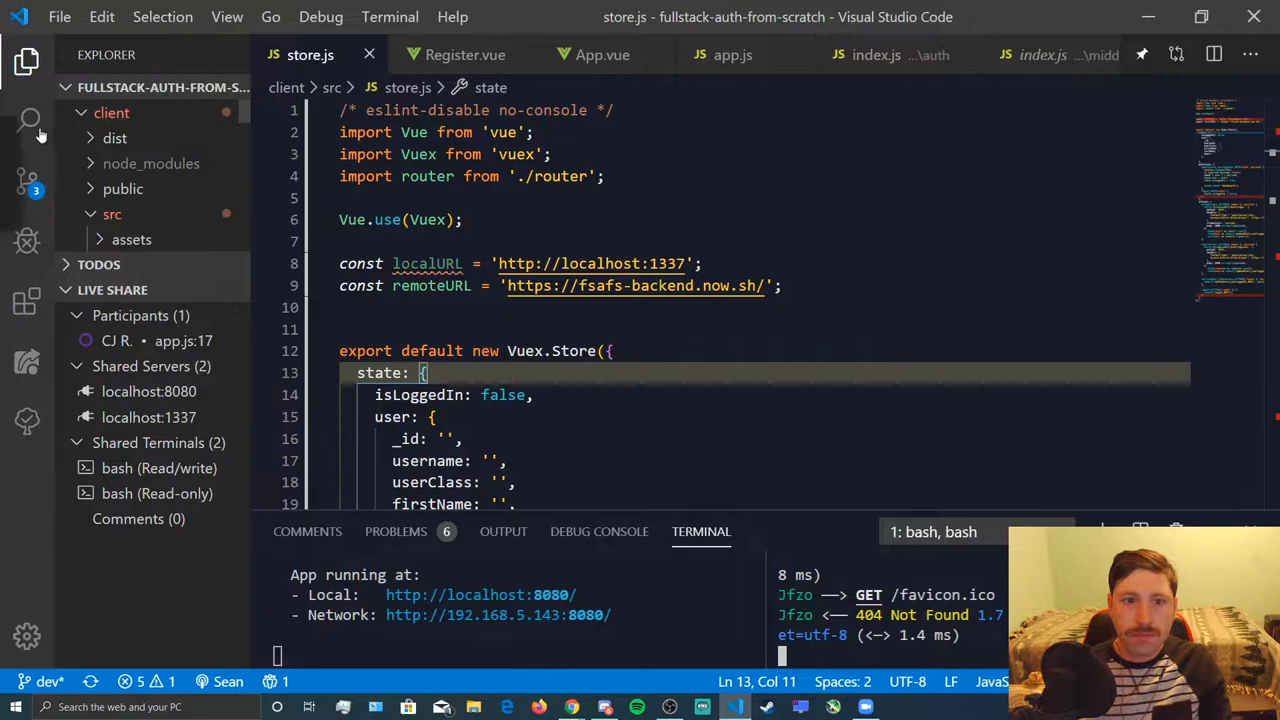 File Edit Selection View Go Debug Terminal Help
store.js - fullstack-auth-from-scratch - Visual Studio Code
EXPLORER
FULLSTACK-AUTH-FROM-S...
client
dist
node_modules
public
src
assets
TODOS
LIVE SHARE
Participants (1)
CJ R. • app.js:17
Shared Servers (2)
localhost:8080
localhost:1337
Shared Terminals (2)
bash (Read/write)
bash (Read-only)
Comments (0)
3
JS store.js Register.vue App.vue JS app.js JS index.js ...\auth JS index.js ...\midd
client > src > JS store.js > state
1 /* eslint-disable no-console */
2 import Vue from 'vue';
3 import Vuex from 'vuex';
4 import router from './router';
5
6 Vue.use(Vuex);
7
8 const localURL = 'http://localhost:1337';
9 const remoteURL = 'https://fsafs-backend.now.sh/';
10
11
12 export default new Vuex.Store({
13 state: {
14 isLoggedIn: false,
15 user: {
16 _id: '',
17 username: '',
18 userClass: '',
19 firstName: '',
COMMENTS PROBLEMS 6 OUTPUT DEBUG CONSOLE TERMINAL 1: bash, bash
App running at:
- Local: http://localhost:8080/
- Network: http://192.168.5.143:8080/
8 ms)
Jfzo —> GET /favicon.ico
Jfzo <— 404 Not Found 1.7
et=utf-8 (<-> 1.4 ms)
dev* 5 1 Sean 1 Ln 13, Col 11 Spaces: 2 UTF-8 LF JavaS
Search the web and your PC